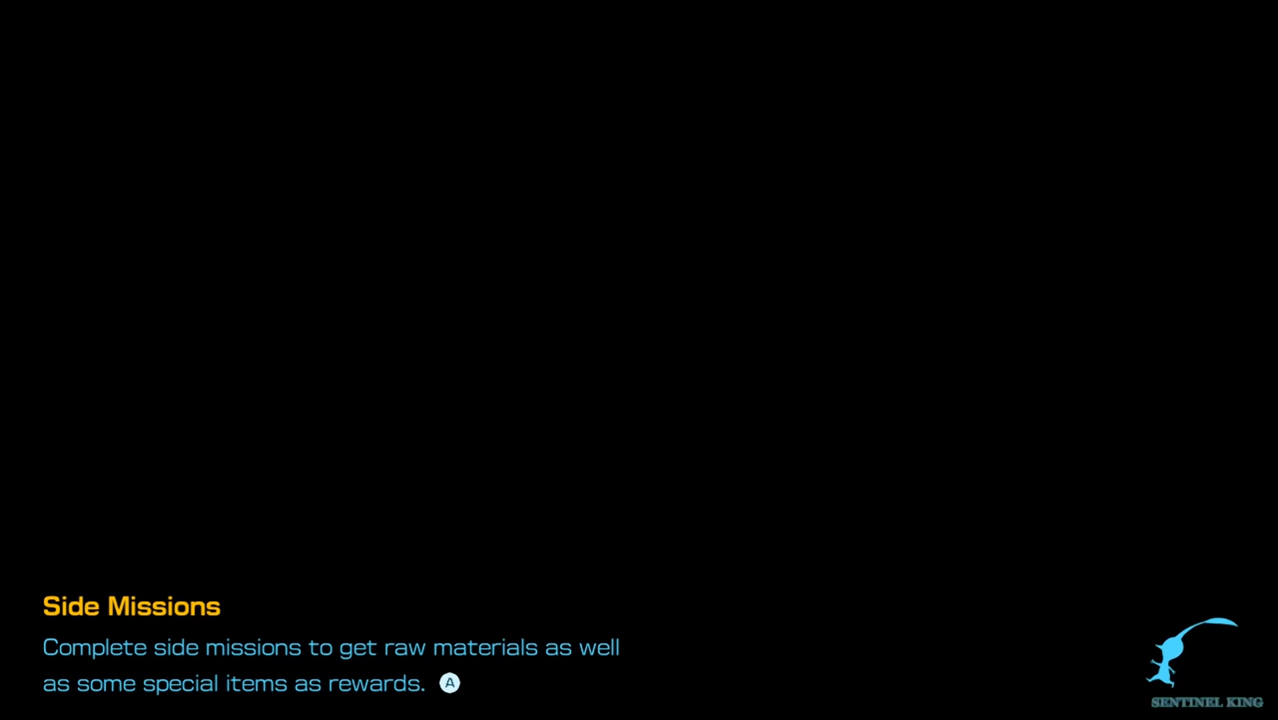 Side Missions
Complete side missions to get raw materials as well
as some special items as rewards. A
SENTINEL KING